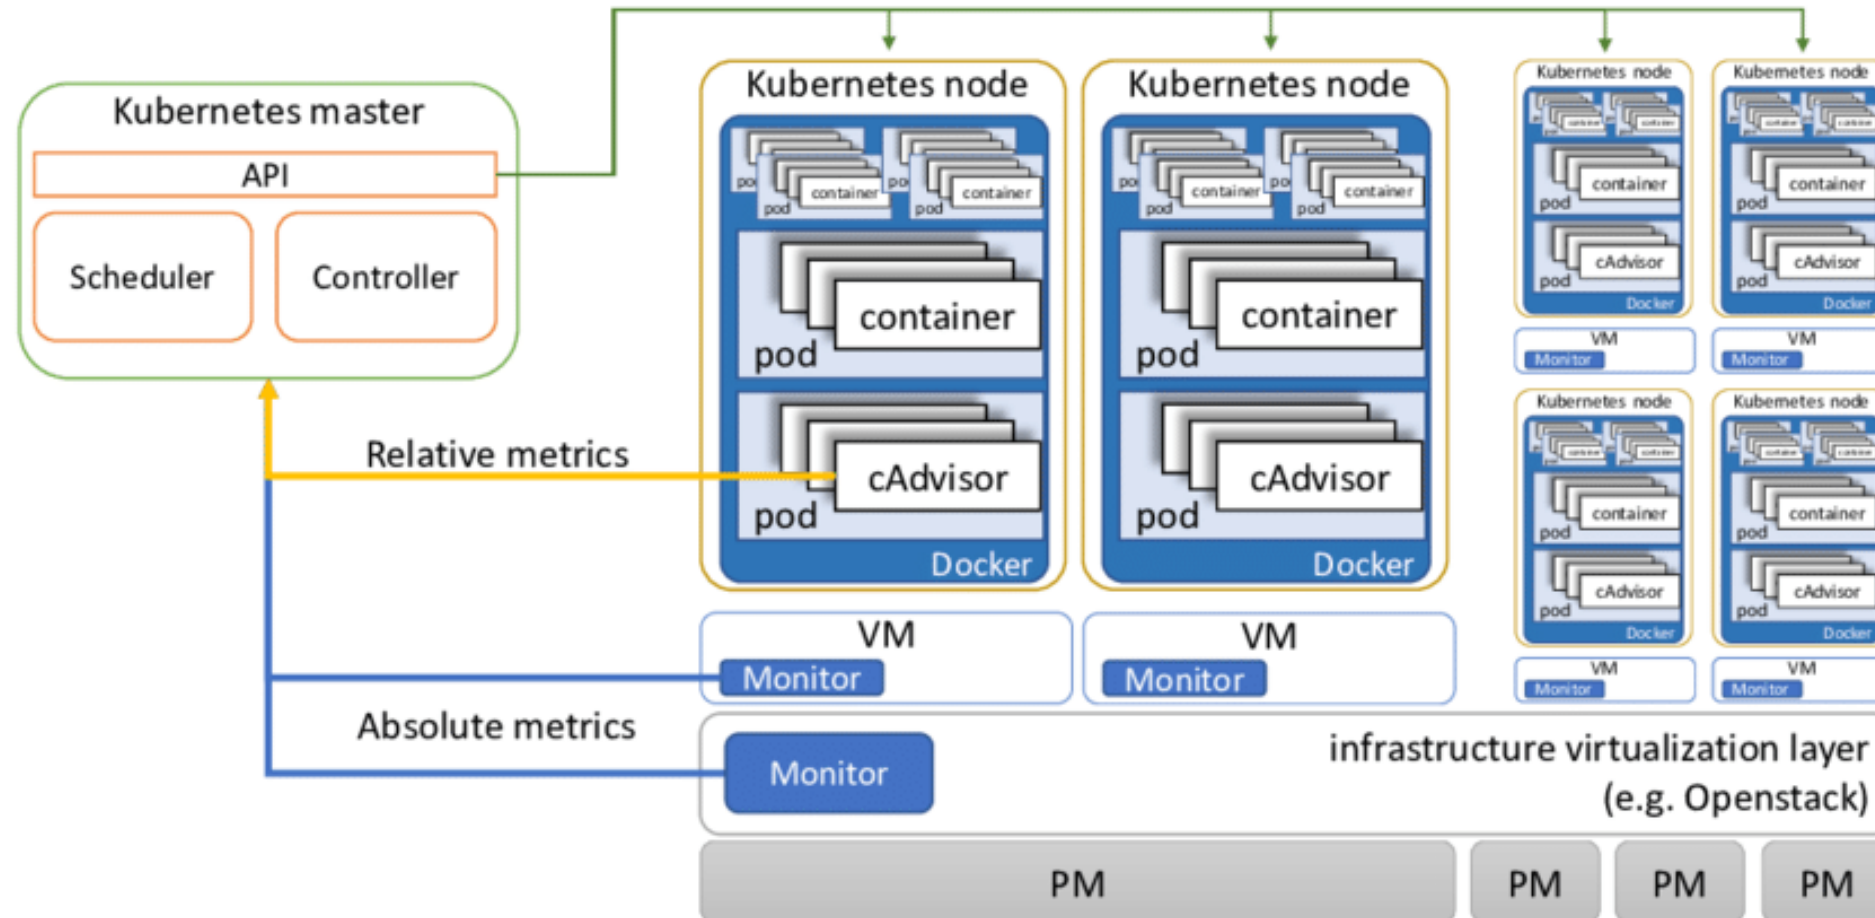 Kubernetes master
API
Scheduler
Controller
Relative metrics
Absolute metrics
Kubernetes node
container
pod
container
pod
container
pod
cAdvisor
pod
Docker
VM
Monitor
Kubernetes node
container
pod
container
pod
container
pod
cAdvisor
pod
Docker
VM
Monitor
Kubernetes node
container
pod
cAdvisor
pod
Docker
VM
Monitor
Kubernetes node
container
pod
cAdvisor
pod
Docker
VM
Monitor
Kubernetes node
container
pod
cAdvisor
pod
Docker
VM
Monitor
Kubernetes node
container
pod
cAdvisor
pod
Docker
VM
Monitor
Monitor
infrastructure virtualization layer
(e.g. Openstack)
PM
PM
PM
PM